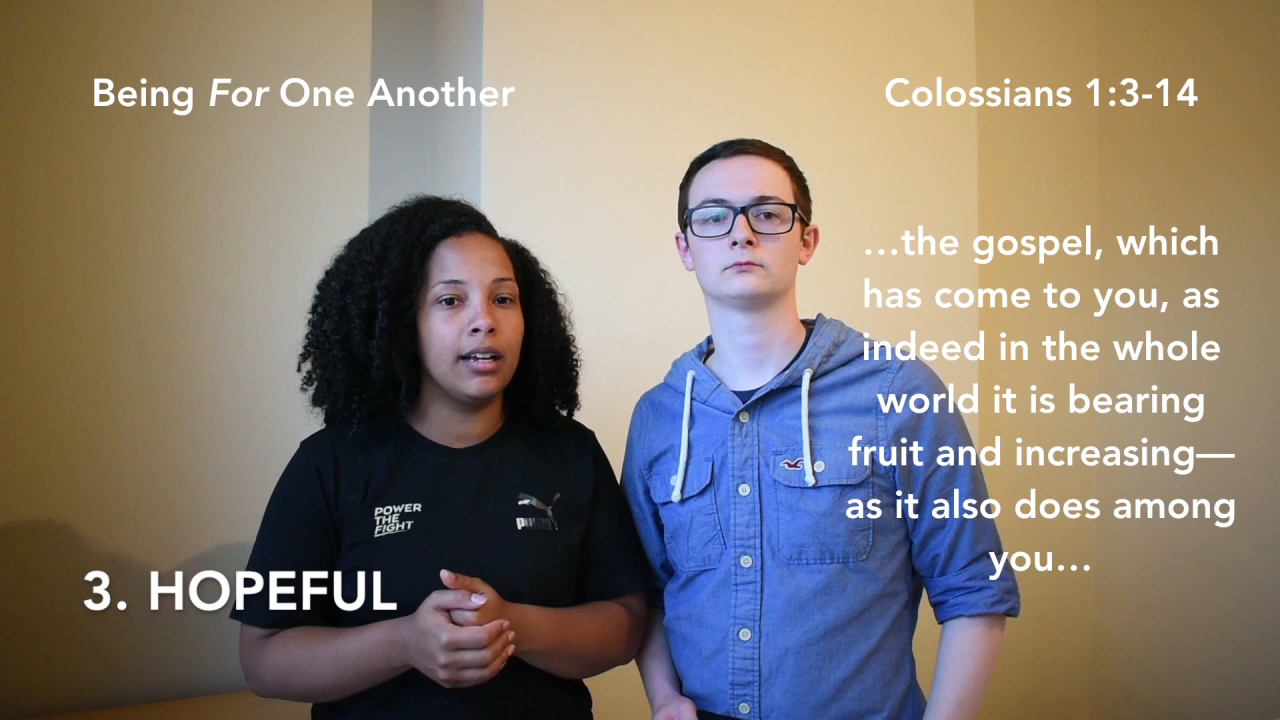 Being For One Another
Colossians 1:3-14
...the gospel, which
has come to you, as
indeed in the whole
world it is bearing
fruit and increasing—
as it also does among
you...
POWER
THE
FIGHT
PUMA
3. HOPEFUL